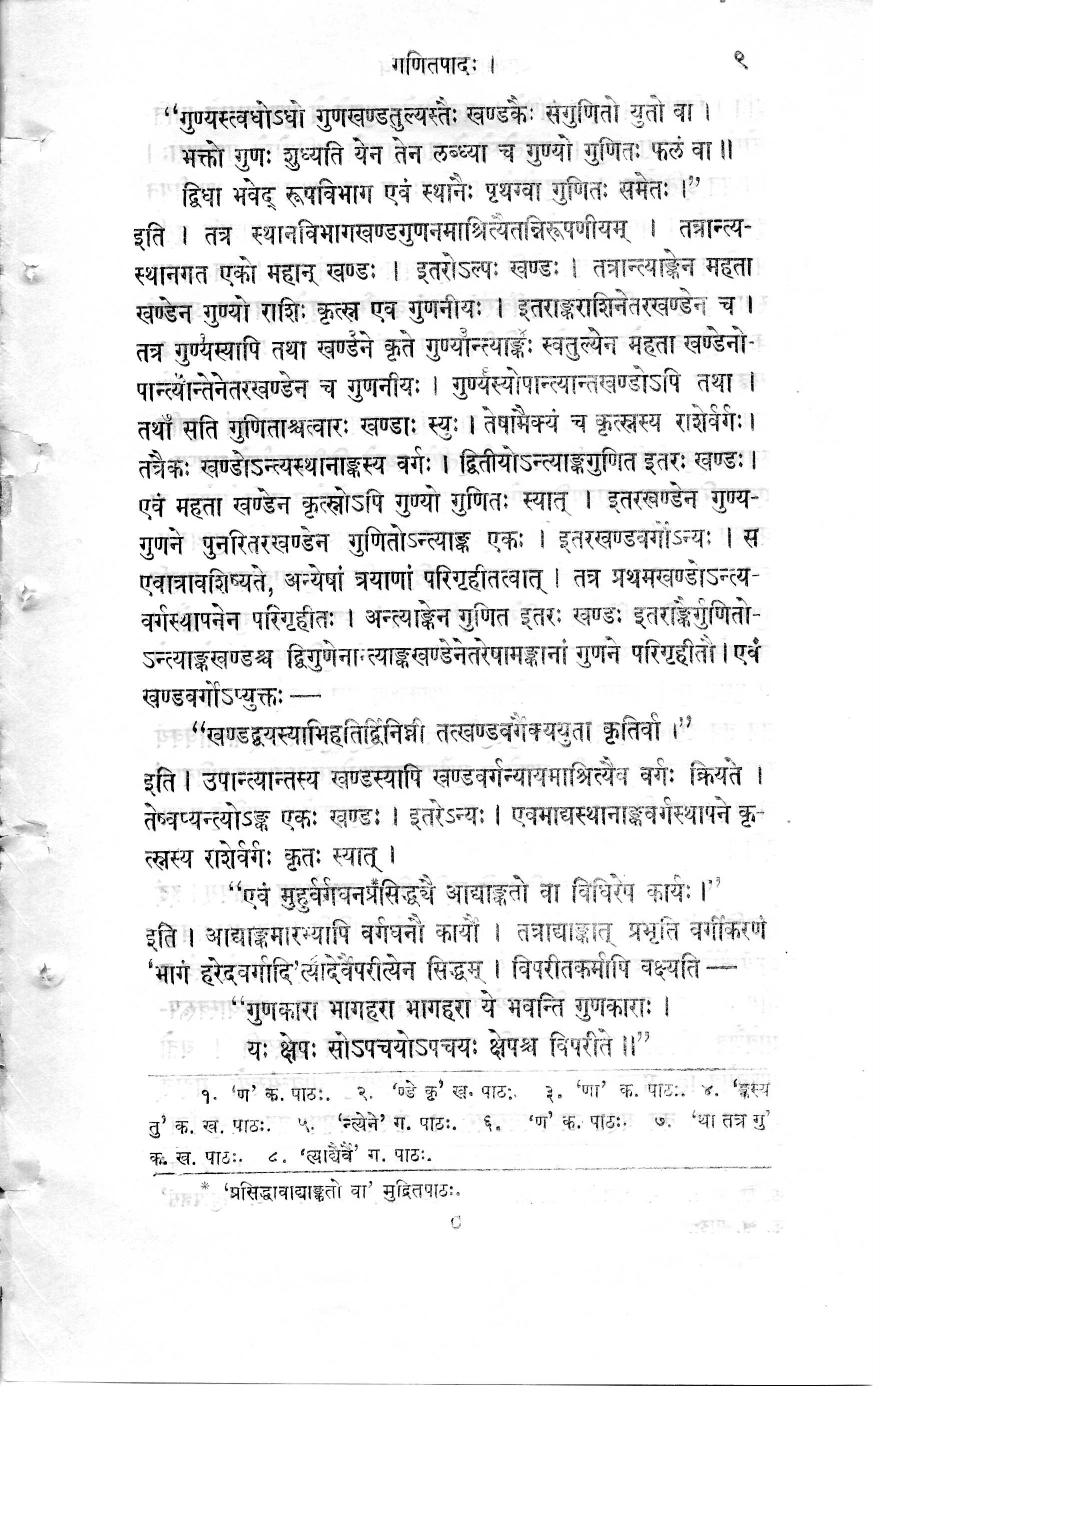 गणितपादः । ९
“गुण्यस्त्वधोऽधो गुणखण्डतुल्यस्तैः खण्डकैः संगुणितो युतो वा ।
भक्तो गुणः शुध्यति येन तेन लब्ध्या च गुण्यो गुणितः फलं वा ॥
द्विधा भवेद् रूपविभाग एवं स्थानैः पृथग्वा गुणितः समेतः ।”
इति । तत्र स्थानविभागखण्डगुणनमाश्रित्यैतन्निरूपणीयम् । तत्रान्त्य-
स्थानगत एको महान् खण्डः । इतरोऽल्पः खण्डः । तत्रान्त्याङ्केन महता
खण्डेन गुण्यो राशिः कृत्स्न एव गुणनीयः । इतराङ्कराशिनेतरखण्डेन च ।
तत्र गुण्यस्यापि तथा खण्डने कृते गुण्यान्त्याङ्कः स्वतुल्येन महता खण्डेनो-
पान्त्यान्तेनेतरखण्डेन च गुणनीयः । गुण्यस्योपान्त्यान्तखण्डोऽपि तथा ।
तथा सति गुणिताश्चत्वारः खण्डाः स्युः । तेषामैक्यं च कृत्स्नस्य राशेर्वर्गः ।
तत्रैकः खण्डोऽन्त्यस्थानाङ्कस्य वर्गः । द्वितीयोऽन्त्याङ्कगुणित इतरः खण्डः ।
एवं महता खण्डेन कृत्स्नोऽपि गुण्यो गुणितः स्यात् । इतरखण्डेन गुण्य-
गुणने पुनरितरखण्डेन गुणितोऽन्त्याङ्क एकः । इतरखण्डवर्गोऽन्यः । स
एवात्रावशिष्यते, अन्येषां त्रयाणां परिगृहीतत्वात् । तत्र प्रथमखण्डोऽन्त्य-
वर्गस्थापनेन परिगृहीतः । अन्त्याङ्केन गुणित इतरः खण्डः इतराङ्कैर्गुणितो-
ऽन्त्याङ्कखण्डश्च द्विगुणेनान्त्याङ्कखण्डेनेतरेषामङ्कानां गुणने परिगृहीतौ । एवं
खण्डवर्गोऽप्युक्तः —
“खण्डद्वयस्याभिहतिर्द्विनिघ्नी तत्खण्डवर्गैक्ययुता कृतिर्वा ।”
इति । उपान्त्यान्तस्य खण्डस्यापि खण्डवर्गन्यायमाश्रित्यैव वर्गः क्रियते ।
तेष्वप्यन्त्योऽङ्क एकः खण्डः । इतरेऽन्यः । एवमाद्यस्थानाङ्कवर्गस्थापने कृ-
त्स्नस्य राशेर्वर्गः कृतः स्यात् ।
“एवं मुहुर्वर्गघनप्रसिद्ध्यै* आद्याङ्कतो वा विधिरेष कार्यः ।”
इति । आद्याङ्कमारभ्यापि वर्गघनौ कार्यौ । तत्राद्याङ्कात् प्रभृति वर्गीकरणं
‘भागं हरेदवर्गादि’त्यादेर्वैपरीत्येन सिद्धम् । विपरीतकर्मापि वक्ष्यति —
“गुणकारा भागहरा भागहरा ये भवन्ति गुणकाराः ।
यः क्षेपः सोऽपचयोऽपचयः क्षेपश्च विपरीते ॥”
१. ‘ण’ क. पाठः. २. ‘ण्डे कृ’ ख. पाठः. ३. ‘णा’ क. पाठः. ४. ‘ङ्कस्य
तु’ क. ख. पाठः. ५. ‘न्त्येने’ ग. पाठः. ६. ‘ण’ क. पाठः. ७. ‘था तत्र गु’
क. ख. पाठः. ८. ‘त्याद्यैर्वै’ ग. पाठः.
* ‘प्रसिद्धावाद्याङ्कतो वा’ मुद्रितपाठः.
C